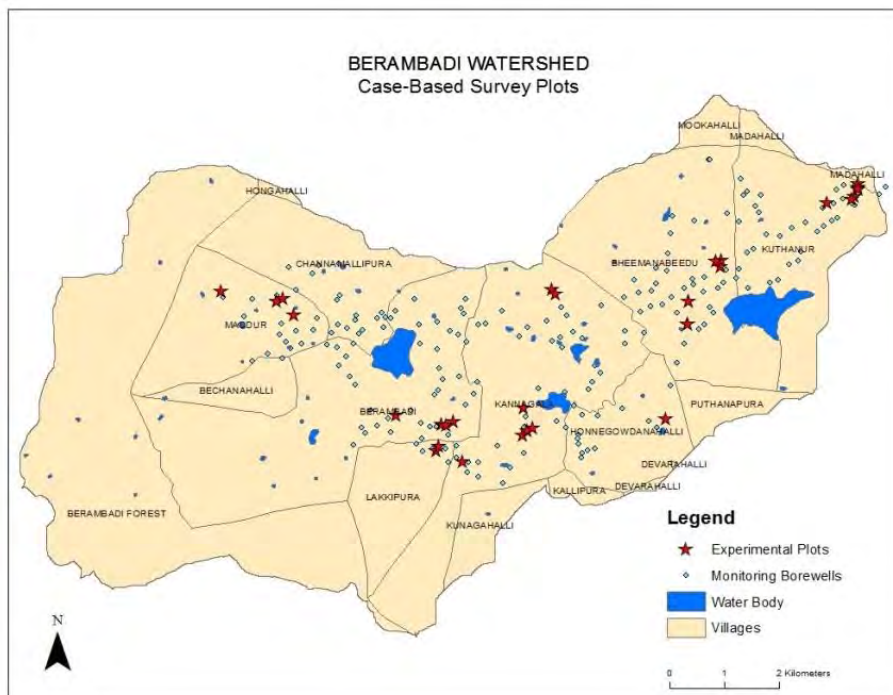 BERAMBADI WATERSHED
Case-Based Survey Plots
MOOKAHALLI
MADAHALLI
MADAHALLI
HONGAHALLI
KUTHANUR
CHANNAMALLIPURA
BHEEMANABEEDU
MALDUR
BECHANAHALLI
PUTHANAPURA
KANNAGALA
BERAMBADI
HONNEGOWDANAHALLI
DEVARAHALLI
LAKKIPURA
KALLIPURA
DEVARAHALLI
BERAMBADI FOREST
KUNAGAHALLI
Legend
Experimental Plots
Monitoring Borewells
Water Body
Villages
N
0 1 2 Kilometers